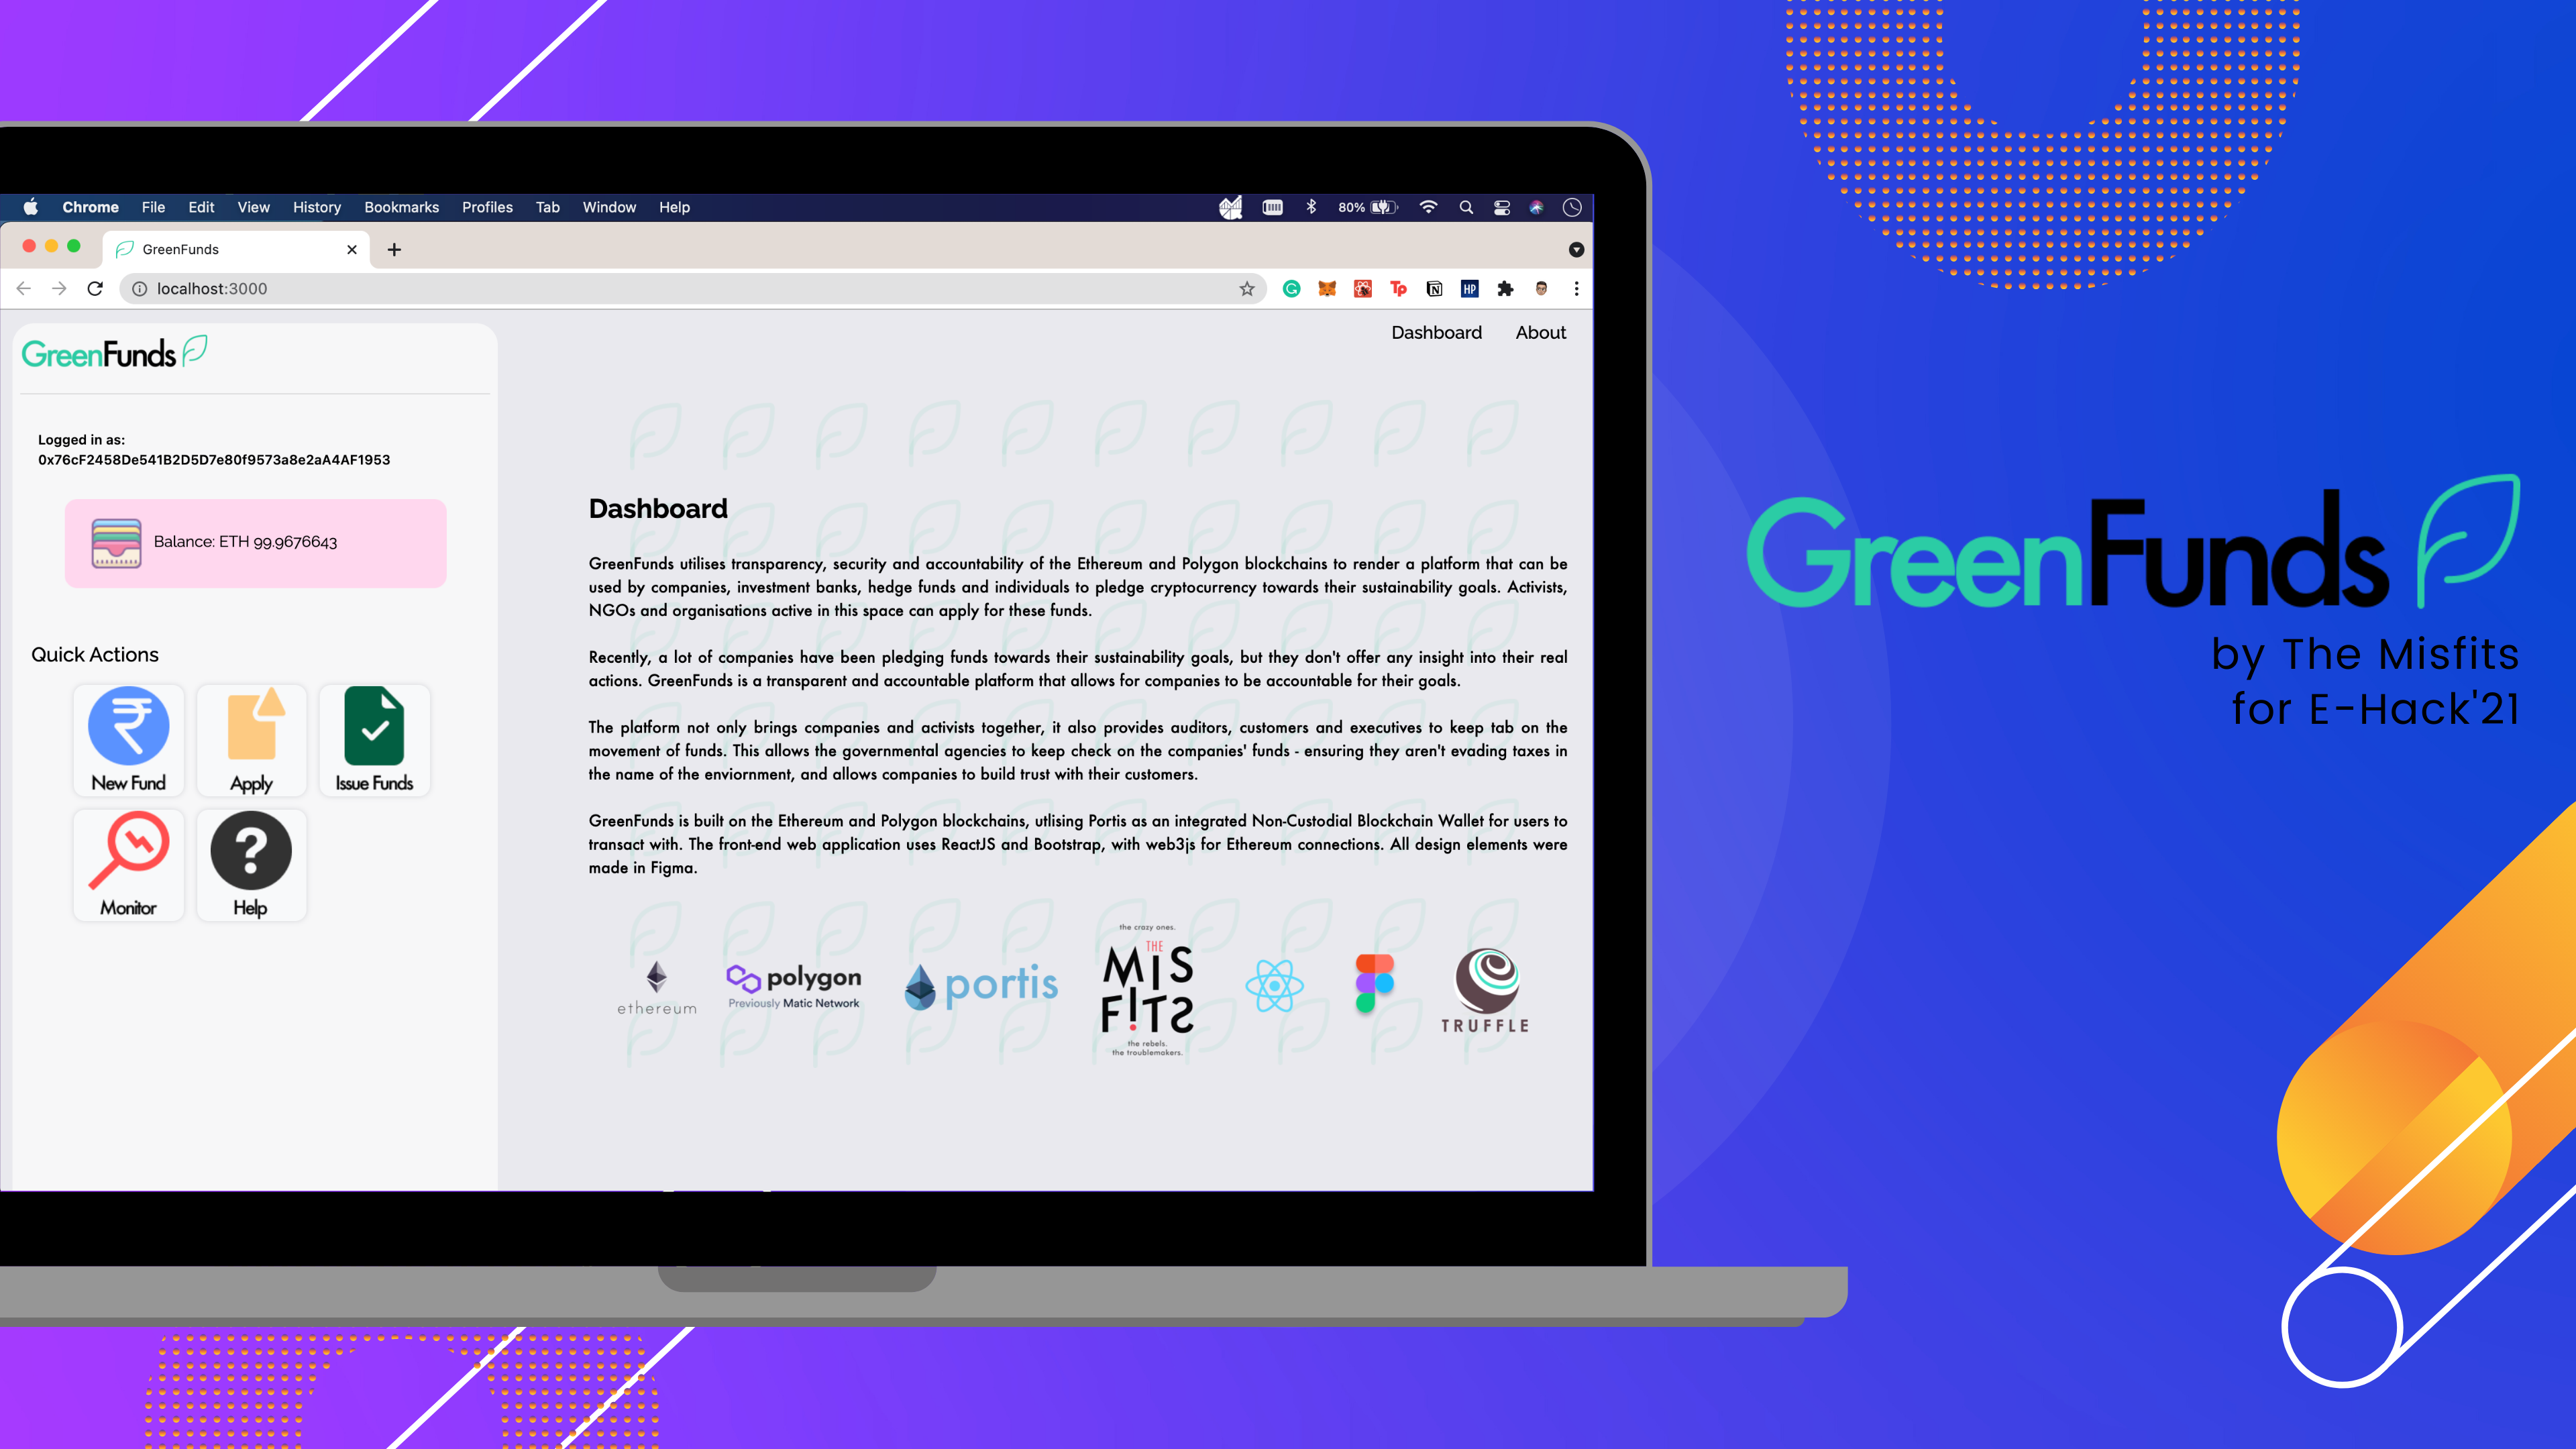 Chrome File Edit View History Bookmarks Profiles Tab Window Help 80%
GreenFunds
localhost:3000
Tp N HP
GreenFunds
Dashboard About
Logged in as:
0x76cF2458De541B2D5D7e80f9573a8e2aA4AF1953
Balance: ETH 99.9676643
Quick Actions
New Fund Apply Issue Funds
Monitor Help
Dashboard
GreenFunds utilises transparency, security and accountability of the Ethereum and Polygon blockchains to render a platform that can be
used by companies, investment banks, hedge funds and individuals to pledge cryptocurrency towards their sustainability goals. Activists,
NGOs and organisations active in this space can apply for these funds.
Recently, a lot of companies have been pledging funds towards their sustainability goals, but they don't offer any insight into their real
actions. GreenFunds is a transparent and accountable platform that allows for companies to be accountable for their goals.
The platform not only brings companies and activists together, it also provides auditors, customers and executives to keep tab on the
movement of funds. This allows the governmental agencies to keep check on the companies' funds - ensuring they aren't evading taxes in
the name of the enviornment, and allows companies to build trust with their customers.
GreenFunds is built on the Ethereum and Polygon blockchains, utlising Portis as an integrated Non-Custodial Blockchain Wallet for users to
transact with. The front-end web application uses ReactJS and Bootstrap, with web3js for Ethereum connections. All design elements were
made in Figma.
ethereum
polygon
Previously Matic Network
portis
the crazy ones.
THE
MISF!TS
the rebels.
the troublemakers.
TRUFFLE
GreenFunds
by The Misfits
for E-Hack'21